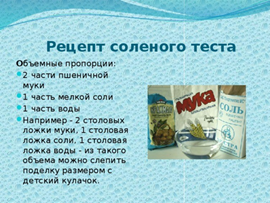 Рецепт соленого теста
Объемные пропорции:
2 части пшеничной
муки
1 часть мелкой соли
1 часть воды
Например - 2 столовых
ложки муки, 1 столовая
ложка соли, 1 столовая
ложка воды - из такого
объема можно слепить
поделку размером с
детский кулачок.
Мука
СОЛЬ